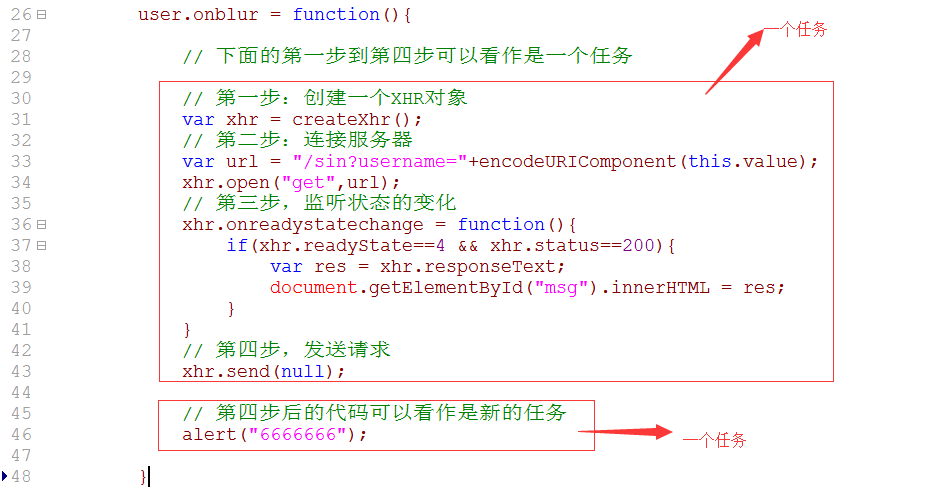 26 user.onblur = function(){
一个任务
27
28 // 下面的第一步到第四步可以看作是一个任务
29
30 // 第一步：创建一个XHR对象
31 var xhr = createXhr();
32 // 第二步：连接服务器
33 var url = "/sin?username="+encodeURIComponent(this.value);
34 xhr.open("get",url);
35 // 第三步，监听状态的变化
36 xhr.onreadystatechange = function(){
37 if(xhr.readyState==4 && xhr.status==200){
38 var res = xhr.responseText;
39 document.getElementById("msg").innerHTML = res;
40 }
41 }
42 // 第四步，发送请求
43 xhr.send(null);
44
45 // 第四步后的代码可以看作是新的任务
46 alert("6666666");
一个任务
47
48 }